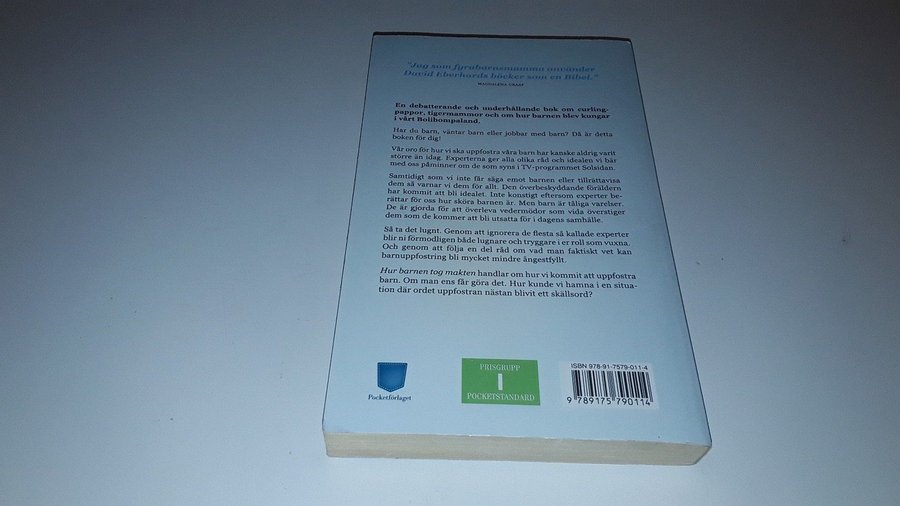 "Jag som fyrabarnsmamma använder
David Eberhards böcker som en Bibel."
MAGDALENA GRAAF
En debatterande och underhållande bok om curling-
pappor, tigermammor och om hur barnen blev kungar
i vårt Bolibompaland.
Har du barn, väntar barn eller jobbar med barn? Då är detta
boken för dig!
Vår oro för hur vi ska uppfostra våra barn har kanske aldrig varit
större än idag. Experterna ger alla olika råd och idealen vi bär
med oss påminner om de som syns i TV-programmet Solsidan.
Samtidigt som vi inte får säga emot barnen eller tillrättavisa
dem så varnar vi dem för allt. Den överbeskyddande föräldern
har kommit att bli idealet. Inte konstigt eftersom experter be-
rättar för oss hur sköra barnen är. Men barn är tåliga varelser.
De är gjorda för att överleva vedermödor som vida överstiger
dem som de kommer att bli utsatta för i dagens samhälle.
Så ta det lugnt. Genom att ignorera de flesta så kallade experter
blir ni förmodligen både lugnare och tryggare i er roll som vuxna.
Och genom att följa en del råd om vad man faktiskt vet kan
barnuppfostring bli mycket mindre ångestfyllt.
Hur barnen tog makten handlar om hur vi kommit att uppfostra
barn. Om man ens får göra det. Hur kunde vi hamna i en situa-
tion där ordet uppfostran nästan blivit ett skällsord?
Pocketförlaget
PRISGRUPP
1
POCKETSTANDARD
ISBN 978-91-7579-011-4
9 789175 790114